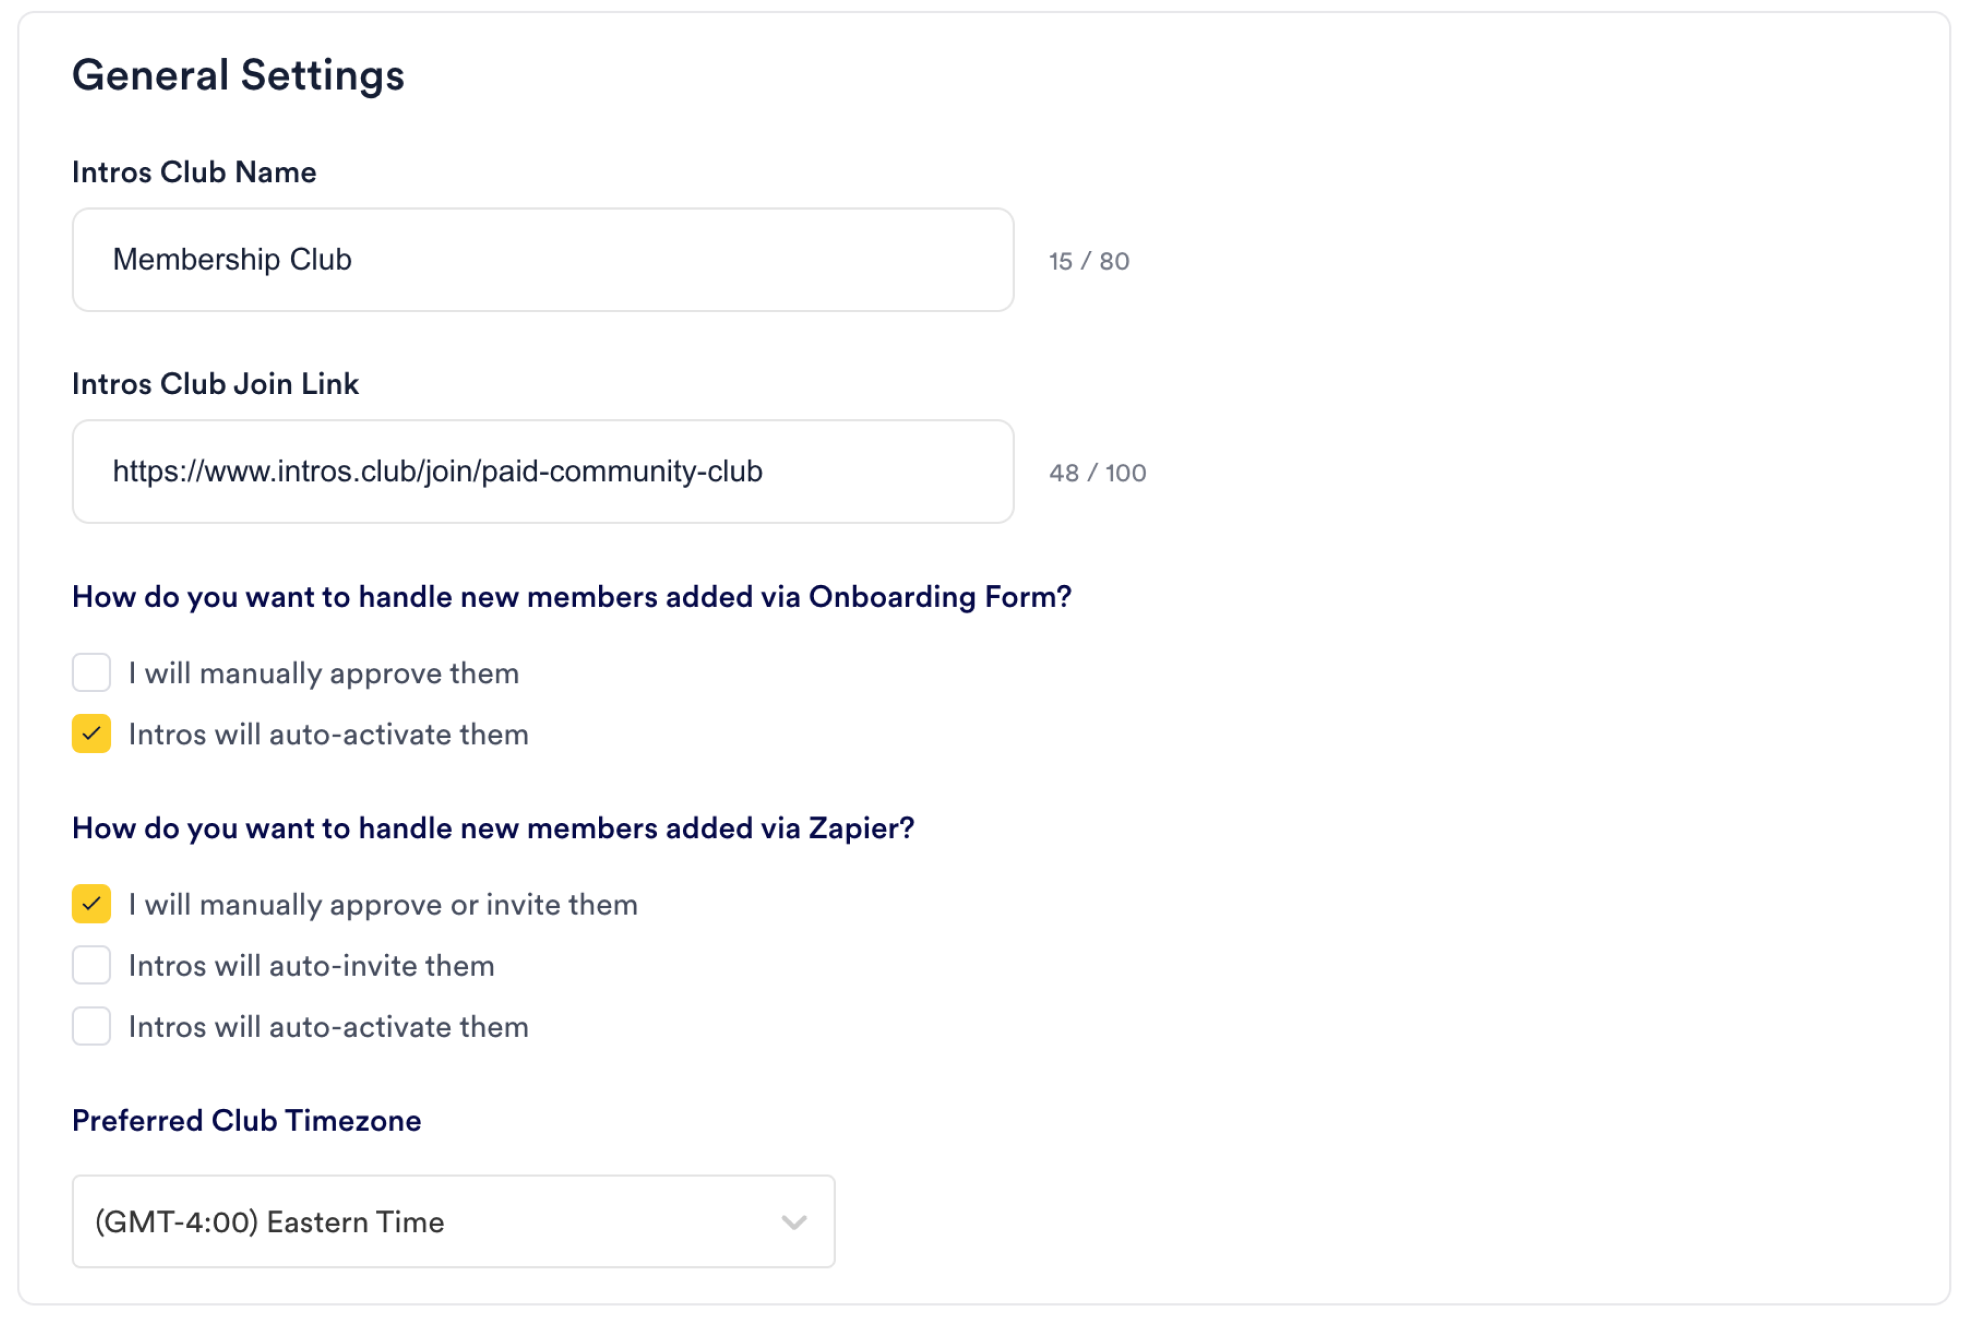 General Settings
Intros Club Name
Membership Club
15 / 80
Intros Club Join Link
https://www.intros.club/join/paid-community-club
48 / 100
How do you want to handle new members added via Onboarding Form?
I will manually approve them
Intros will auto-activate them
How do you want to handle new members added via Zapier?
I will manually approve or invite them
Intros will auto-invite them
Intros will auto-activate them
Preferred Club Timezone
(GMT-4:00) Eastern Time